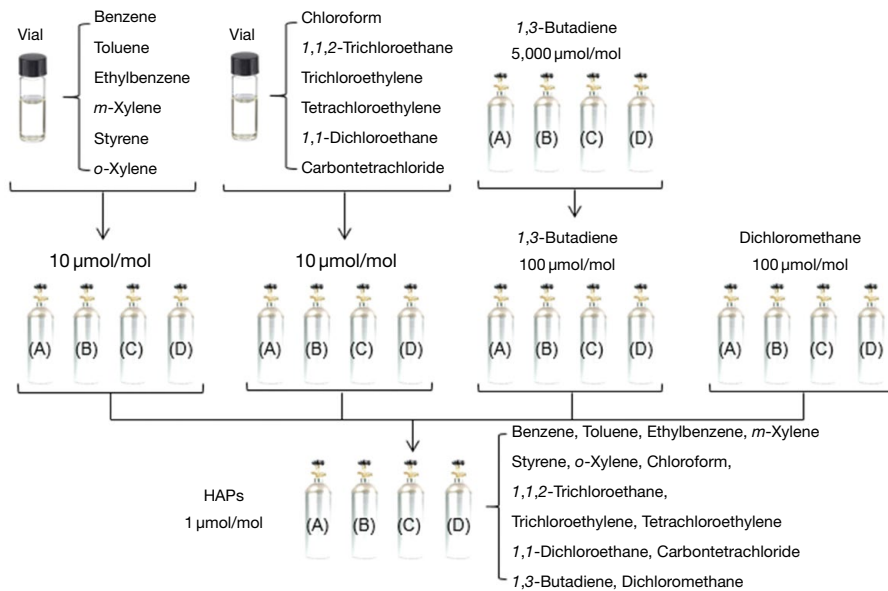 Vial
Benzene
Toluene
Ethylbenzene
m-Xylene
Styrene
o-Xylene
Vial
Chloroform
1,1,2-Trichloroethane
Trichloroethylene
Tetrachloroethylene
1,1-Dichloroethane
Carbontetrachloride
1,3-Butadiene
5,000 μmol/mol
(A) (B) (C) (D)
10 μmol/mol
(A) (B) (C) (D)
10 μmol/mol
(A) (B) (C) (D)
1,3-Butadiene
100 μmol/mol
(A) (B) (C) (D)
Dichloromethane
100 μmol/mol
(A) (B) (C) (D)
HAPs
1 μmol/mol
(A) (B) (C) (D)
Benzene, Toluene, Ethylbenzene, m-Xylene
Styrene, o-Xylene, Chloroform,
1,1,2-Trichloroethane,
Trichloroethylene, Tetrachloroethylene
1,1-Dichloroethane, Carbontetrachloride
1,3-Butadiene, Dichloromethane